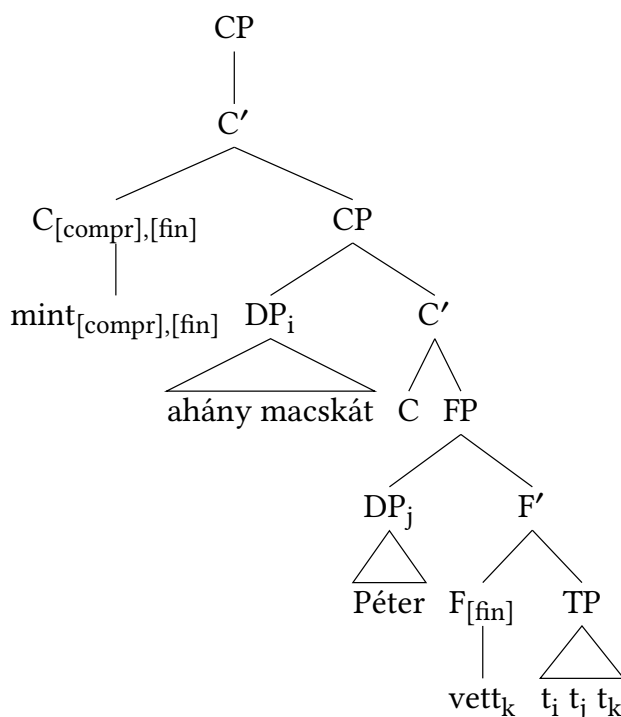 CP
C′
C[compr],[fin] CP
mint[compr],[fin] DPi C′
ahány macskát C FP
DPj F′
Péter F[fin] TP
vettk ti tj tk